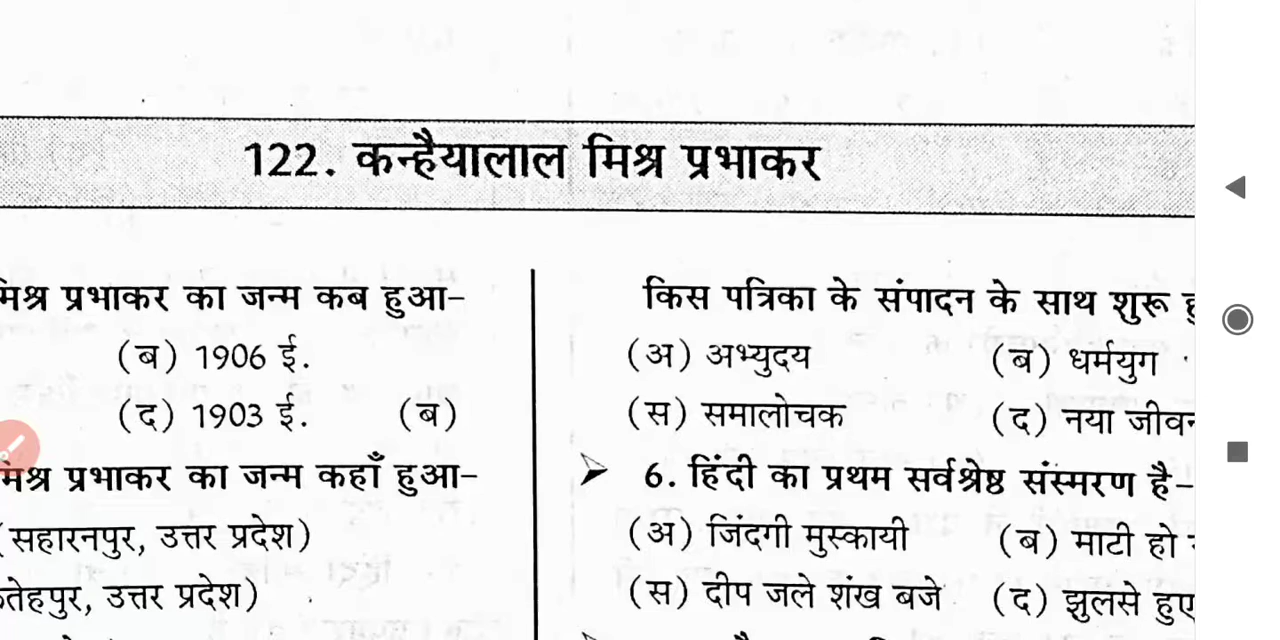 122. कन्हैयालाल मिश्र प्रभाकर
मिश्र प्रभाकर का जन्म कब हुआ-
(ब) 1906 ई.
(द) 1903 ई. (ब)
मिश्र प्रभाकर का जन्म कहाँ हुआ-
(सहारनपुर, उत्तर प्रदेश)
उत्तर प्रदेश)
किस पत्रिका के संपादन के साथ शुरू
(अ) अभ्युदय (ब) धर्मयुग
(स) समालोचक (द) नया
6. हिंदी का प्रथम सर्वश्रेष्ठ संस्मरण है-
(अ) जिंदगी मुस्कायी (ब) माटी हो
(स) दीप जले शंख बजे (द) झुलसे हुए